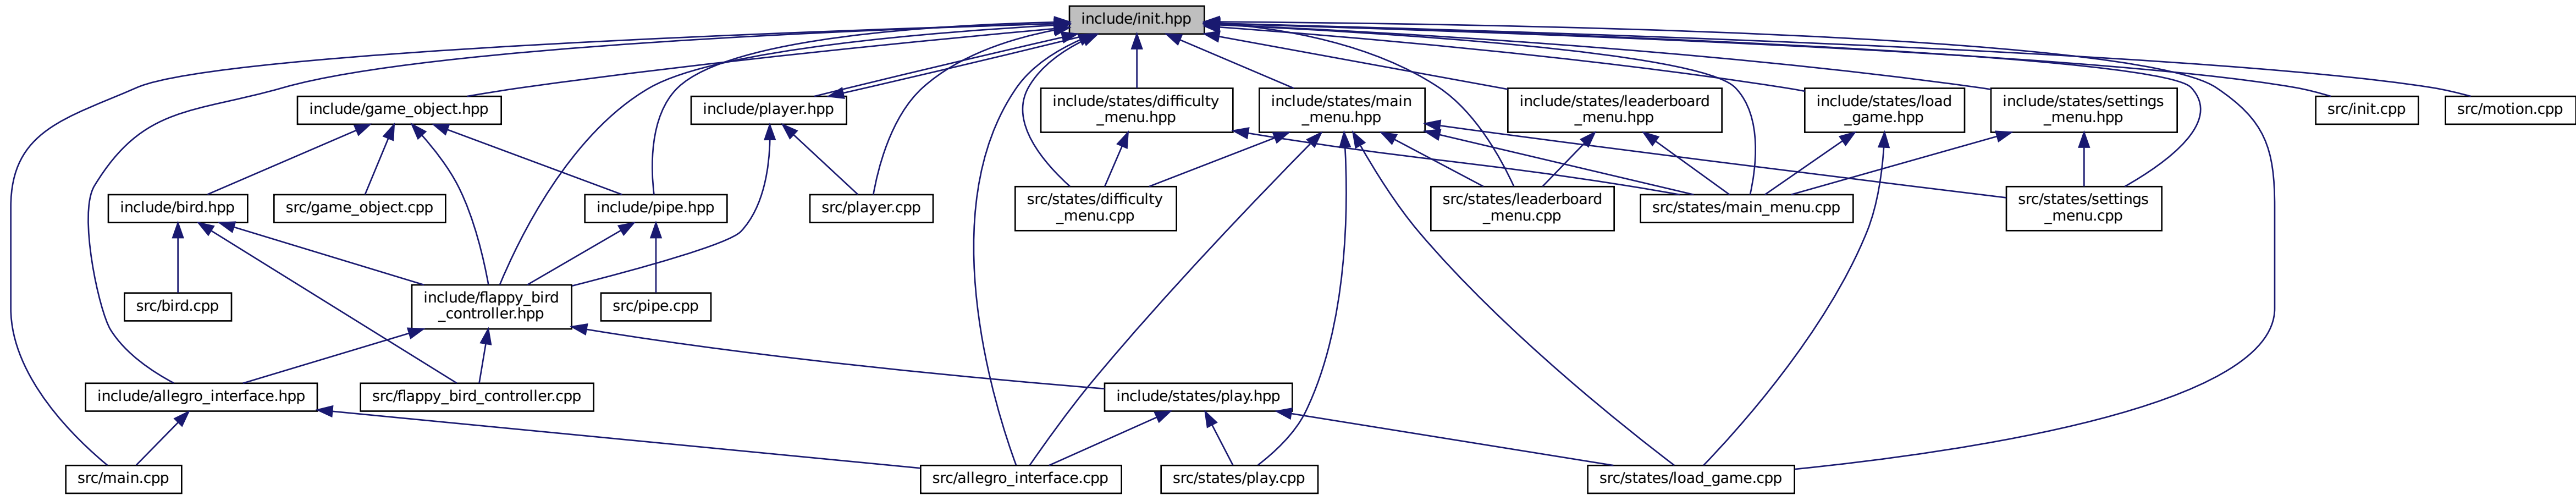 include/init.hpp
include/game_object.hpp
include/player.hpp
include/states/difficulty
_menu.hpp
include/states/main
_menu.hpp
include/states/leaderboard
_menu.hpp
include/states/load
_game.hpp
include/states/settings
_menu.hpp
src/init.cpp
src/motion.cpp
include/bird.hpp
src/game_object.cpp
include/pipe.hpp
src/player.cpp
src/states/difficulty
_menu.cpp
src/states/leaderboard
_menu.cpp
src/states/main_menu.cpp
src/states/settings
_menu.cpp
src/bird.cpp
include/flappy_bird
_controller.hpp
src/pipe.cpp
include/allegro_interface.hpp
src/flappy_bird_controller.cpp
include/states/play.hpp
src/main.cpp
src/allegro_interface.cpp
src/states/play.cpp
src/states/load_game.cpp